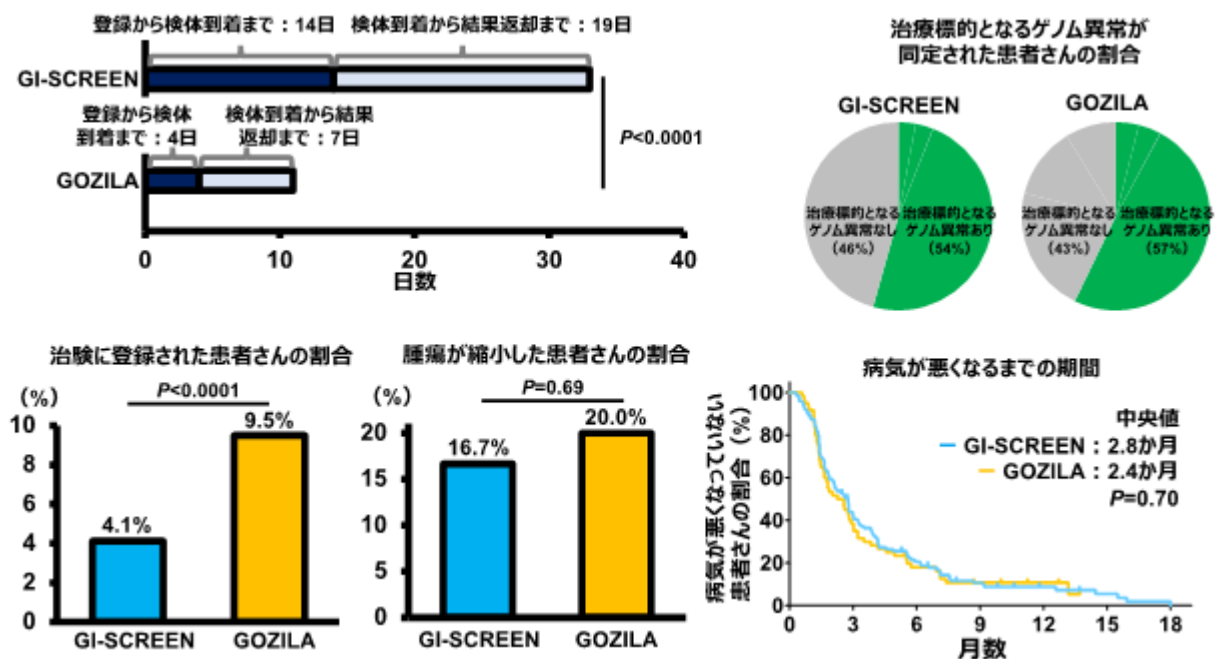 登録から検体到着まで：14日
検体到着から結果返却まで：19日
GI-SCREEN
登録から検体
到着まで：4日
検体到着から結果
返却まで：7日
GOZILA
P<0.0001
0
10
20
30
40
日数
治療標的となるゲノム異常が
同定された患者さんの割合
GI-SCREEN
GOZILA
治療標的となる
ゲノム異常なし
（46%）
治療標的となる
ゲノム異常あり
（54%）
治療標的となる
ゲノム異常なし
（43%）
治療標的となる
ゲノム異常あり
（57%）
治験に登録された患者さんの割合
（%）
P<0.0001
10
8
6
4
2
0
4.1%
9.5%
GI-SCREEN
GOZILA
腫瘍が縮小した患者さんの割合
（%）
P=0.69
20
15
10
5
0
16.7%
20.0%
GI-SCREEN
GOZILA
病気が悪くなるまでの期間
病気が悪くなっていない
患者さんの割合（%）
100
80
60
40
20
0
中央値
GI-SCREEN：2.8か月
GOZILA：2.4か月
P=0.70
0
3
6
9
12
15
18
月数